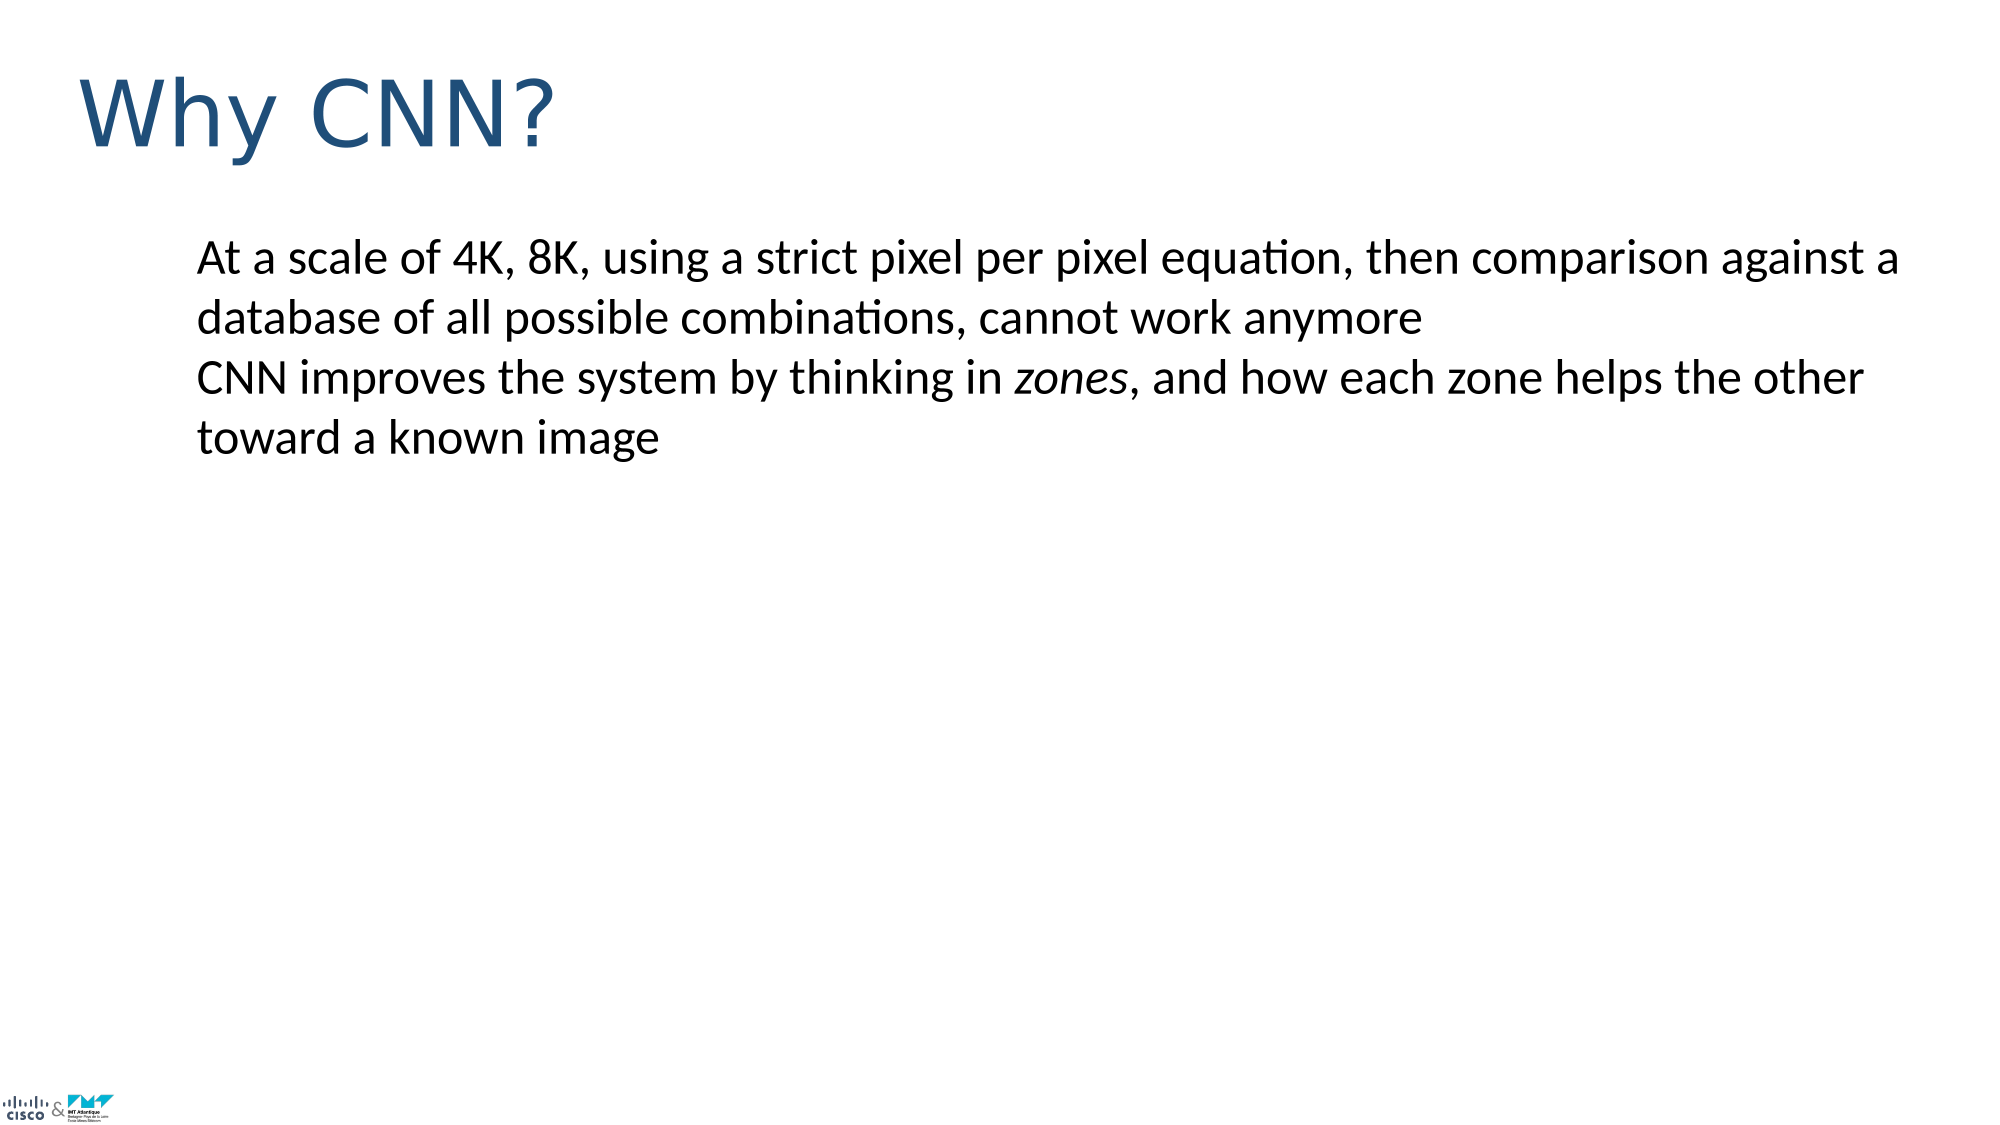 Why CNN?
At a scale of 4K, 8K, using a strict pixel per pixel equation, then comparison against a
database of all possible combinations, cannot work anymore
CNN improves the system by thinking in zones, and how each zone helps the other
toward a known image
CISCO & IMT Atlantique
Bretagne-Pays de la Loire
École Mines-Télécom